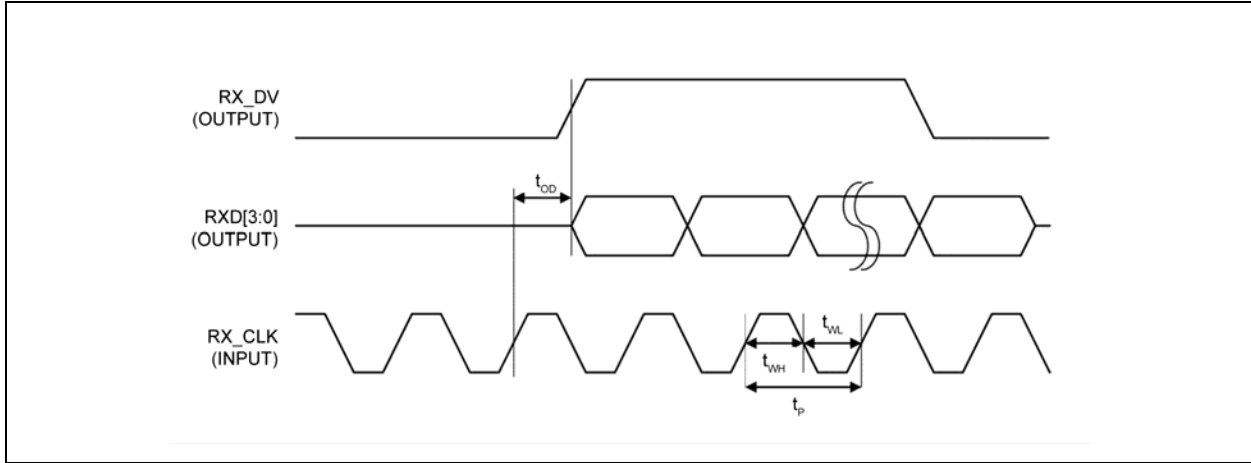 RX_DV
(OUTPUT)
tOD
RXD[3:0]
(OUTPUT)
RX_CLK
(INPUT)
tWL
tWH
tP